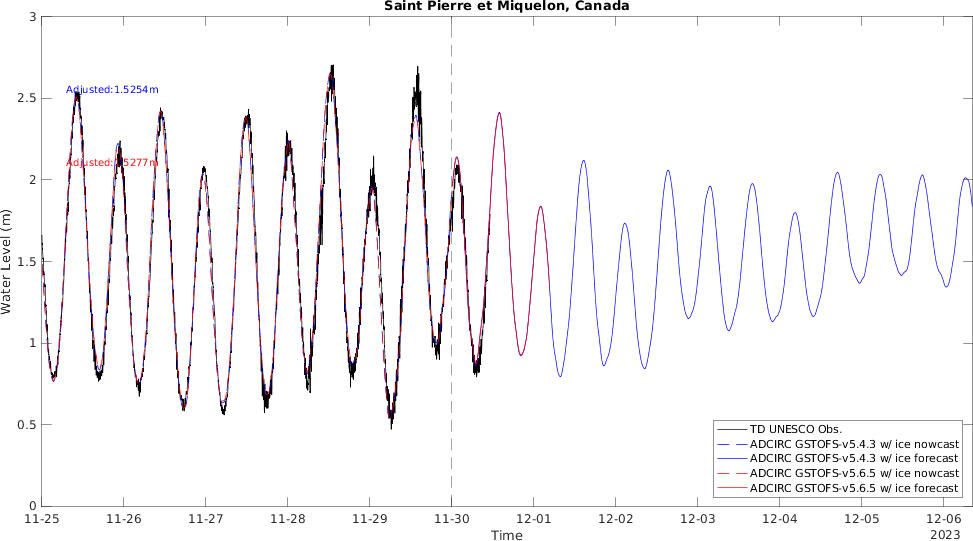 Saint Pierre et Miquelon, Canada
3
2.5
2
1.5
1
0.5
0
Water Level (m)
Adjusted:1.5254m
Adjusted:1.5277m
11-25
11-26
11-27
11-28
11-29
11-30
12-01
12-02
12-03
12-04
12-05
12-06
2023
Time
TD UNESCO Obs.
ADCIRC GSTOFS-v5.4.3 w/ ice nowcast
ADCIRC GSTOFS-v5.4.3 w/ ice forecast
ADCIRC GSTOFS-v5.6.5 w/ ice nowcast
ADCIRC GSTOFS-v5.6.5 w/ ice forecast